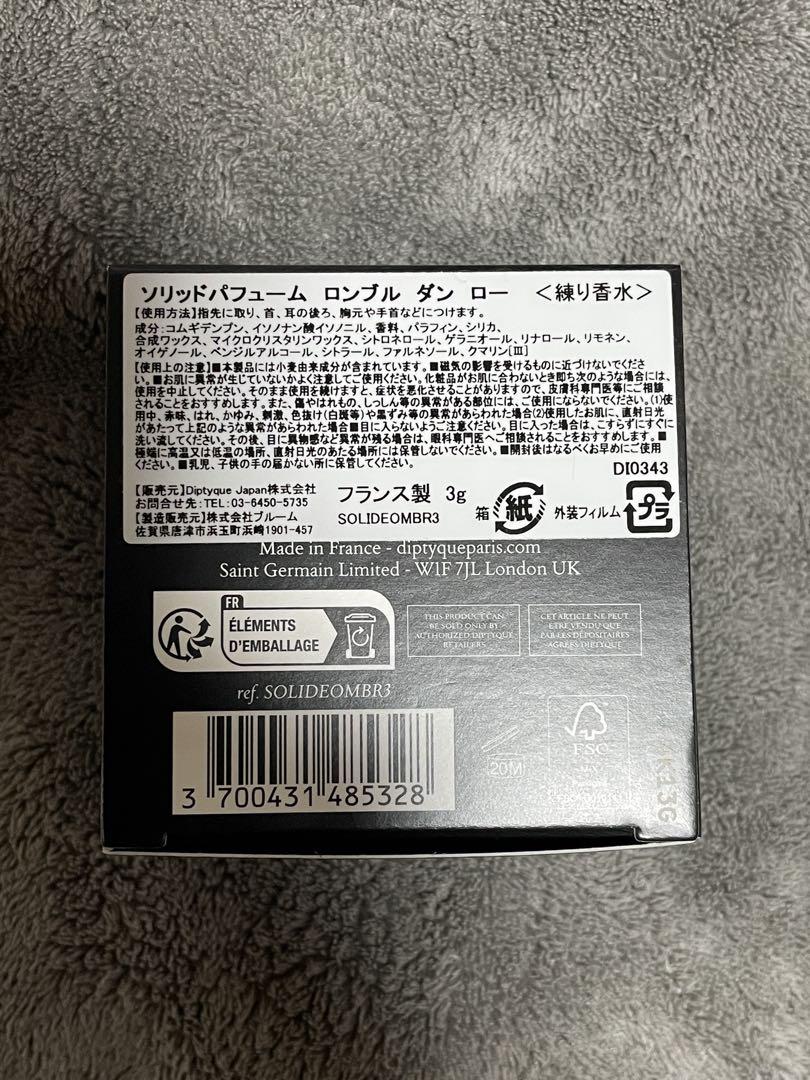 ソリッドパフューム ロンブル ダン ロー <練り香水>
【使用方法】指先に取り、首、耳の後ろ、胸元や手首などにつけます。
成分:コムギデンプン、イソノナン酸イソノニル、香料、パラフィン、シリカ、
合成ワックス、マイクロクリスタリンワックス、シトロネロール、ゲラニオール、リナロール、リモネン、
オイゲノール、ベンジルアルコール、シトラール、ファルネソール、クマリン[Ⅲ]
【使用上の注意】■本製品には小麦由来成分が含まれています。■磁気の影響を受けるものに近づけないでくださ
い。■お肌に異常が生じていないかよく注意してご使用ください。化粧品がお肌に合わないとき即ち次のような場合には、
使用を中止してください。そのまま使用を続けますと、症状を悪化させることがありますので、皮膚科専門医等にご相談
されることをおすすめします。また、傷やはれもの、しっしん等の異常がある部位には、ご使用にならないでください。(1)使
用中、赤味、はれ、かゆみ、刺激、色抜け(白斑等)や黒ずみ等の異常があらわれた場合(2)使用したお肌に、直射日光
があたって上記のような異常があらわれた場合■目に入らないようご注意ください。目に入った場合は、こすらずにすぐに
洗い流してください。その後、目に異物感など異常が残る場合は、眼科専門医へご相談されることをおすすめします。■
極端に高温又は低温の場所、直射日光のあたる場所には保管しないでください。■開封後はなるべくお早めにご使用
ください。■乳児、子供の手の届かない所に保管してください。
DI0343
【販売元】Diptyque Japan株式会社
お問合せ先:TEL:03-6450-5735
【製造販売元】株式会社ブルーム
佐賀県唐津市浜玉町浜崎1901-457
フランス製 3g
SOLIDEOMBR3
箱 紙 外装フィルム プラ
Made in France - diptyqueparis.com
Saint Germain Limited - W1F 7JL London UK
FR
ÉLÉMENTS
D'EMBALLAGE
THIS PRODUCT CAN
BE SOLD ONLY BY
AUTHORIZED DIPTYQUE
RETAILERS
CET ARTICLE NE PEUT
ETRE VENDU QUE
PAR LES DÉPOSITAIRES
AGRÉÉS DIPTYQUE
ref. SOLIDEOMBR3
3 700431 485328
20M
FSC
MIX